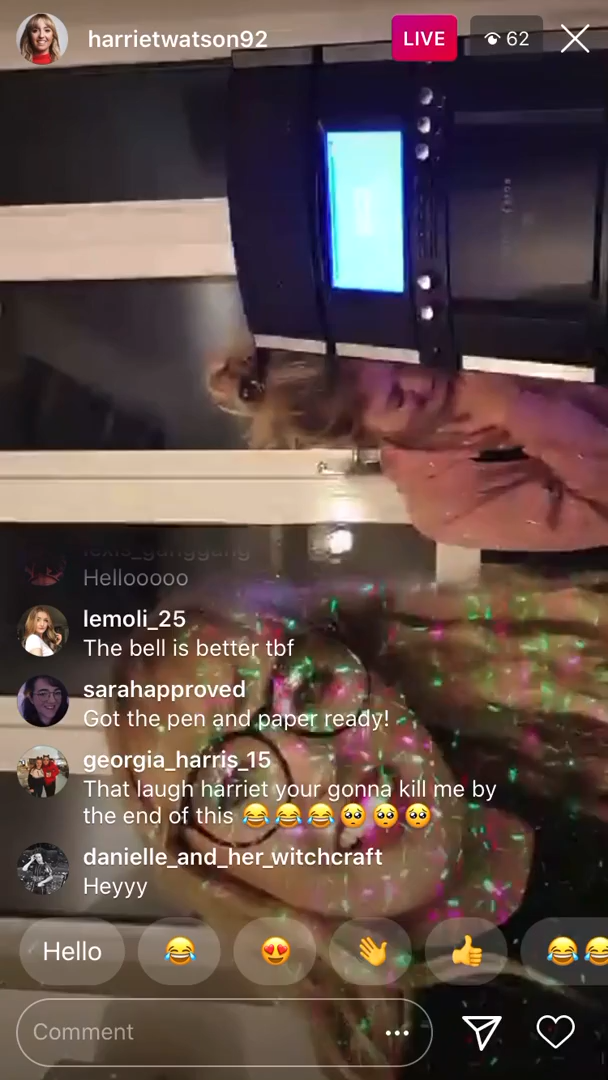 harrietwatson92
LIVE
62
Hellooooo
lemoli_25
The bell is better tbf
sarahapproved
Got the pen and paper ready!
georgia_harris_15
That laugh harriet your gonna kill me by
the end of this 😂😂😂🥺🥺🥺
danielle_and_her_witchcraft
Heyyy
Hello 😂 😍 👋 👍 😂😂
Comment